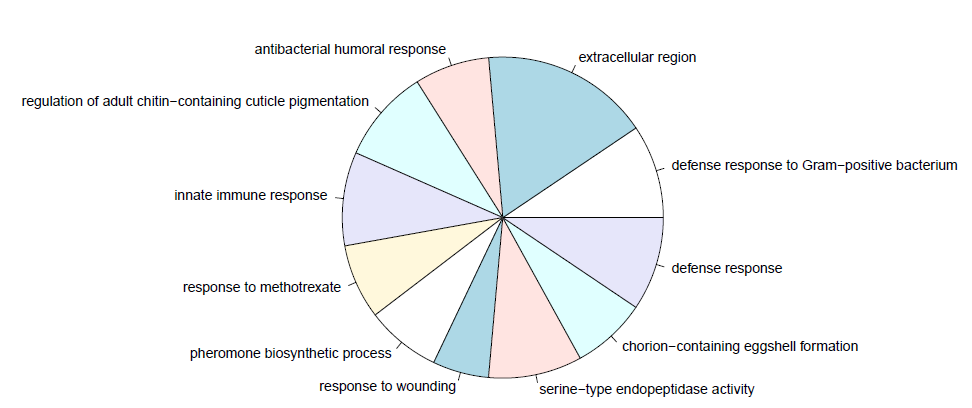 antibacterial humoral response
extracellular region
regulation of adult chitin−containing cuticle pigmentation
defense response to Gram−positive bacterium
innate immune response
defense response
response to methotrexate
chorion−containing eggshell formation
pheromone biosynthetic process
response to wounding
serine−type endopeptidase activity